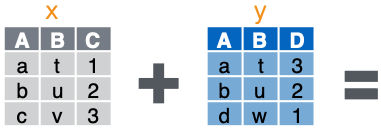 x y
A B C A B D
a t 1 + a t 3 =
b u 2 b u 2
c v 3 d w 1